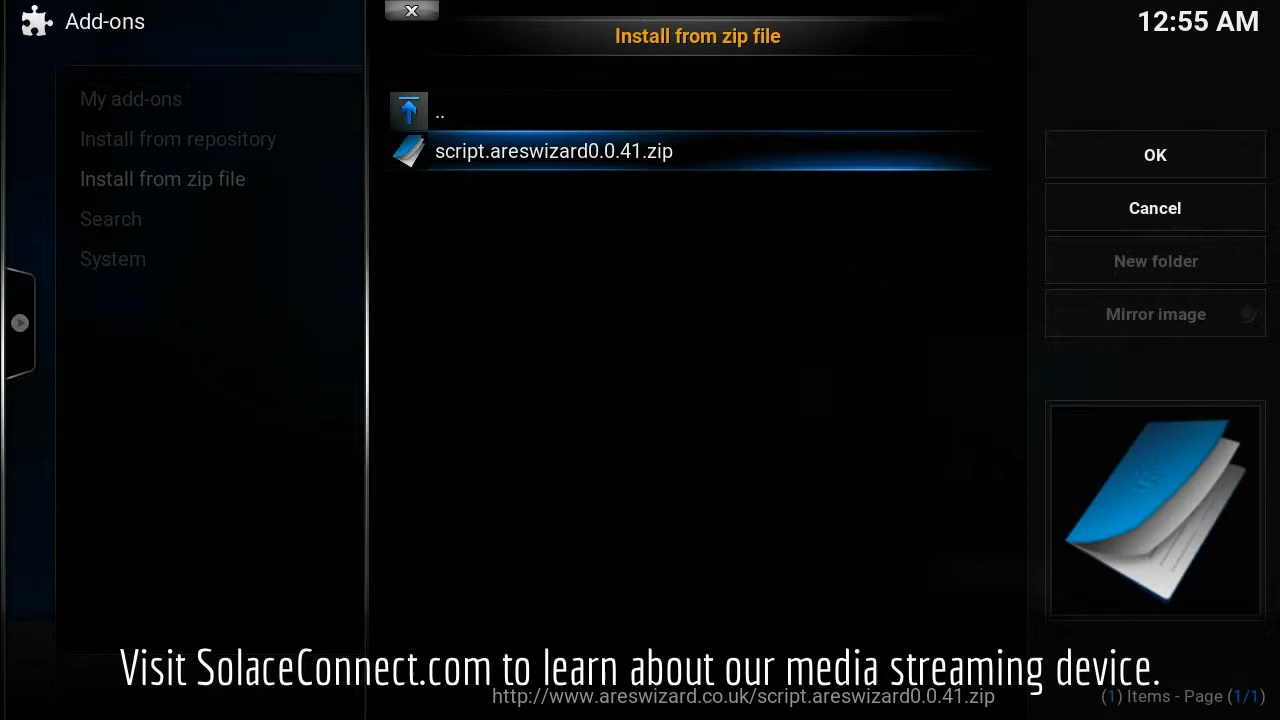 Add-ons
Install from zip file
12:55 AM
My add-ons
Install from repository
Install from zip file
Search
System
..
script.areswizard0.0.41.zip
OK
Cancel
New folder
Mirror image
Visit SolaceConnect.com to learn about our media streaming device.
http://www.areswizard.co.uk/script.areswizard0.0.41.zip
(1) Items - Page (1/1)